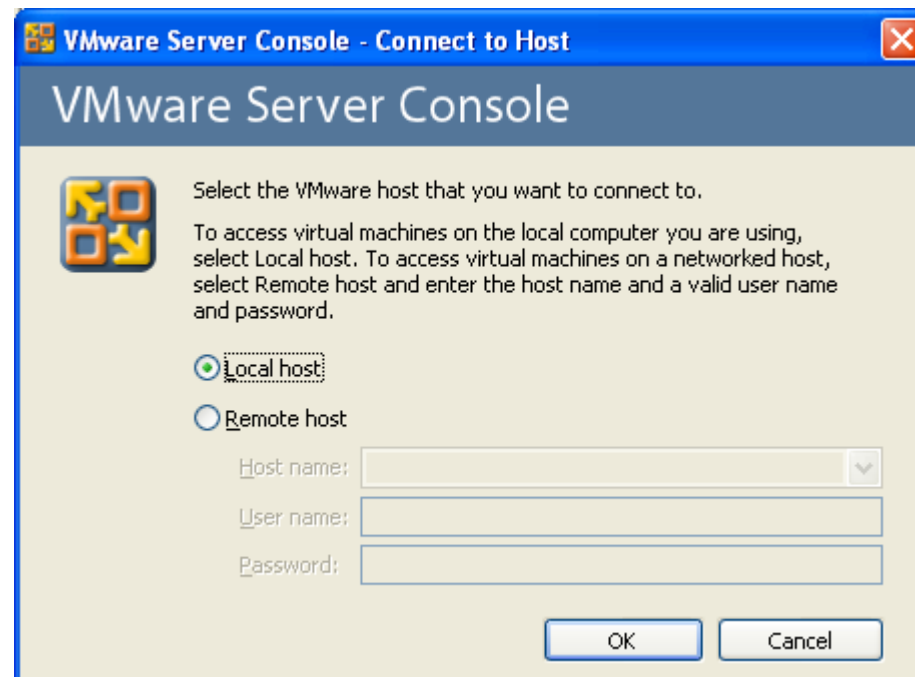 VMware Server Console - Connect to Host
VMware Server Console
Select the VMware host that you want to connect to.
To access virtual machines on the local computer you are using,
select Local host. To access virtual machines on a networked host,
select Remote host and enter the host name and a valid user name
and password.
Local host
Remote host
Host name:
User name:
Password:
OK Cancel